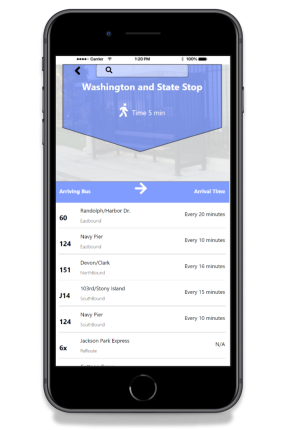 Carrier 1:20 PM 100%
Washington and State Stop
Time 5 min
Arriving Bus Arrival Time
60 Randolph/Harbor Dr. Every 20 minutes
Eastbound
124 Navy Pier Every 10 minutes
Eastbound
151 Devon/Clark Every 16 minutes
NorthBound
J14 103rd/Stony Island Every 15 minutes
SouthBound
124 Navy Pier Every 10 minutes
SouthBound
6x Jackson Park Express N/A